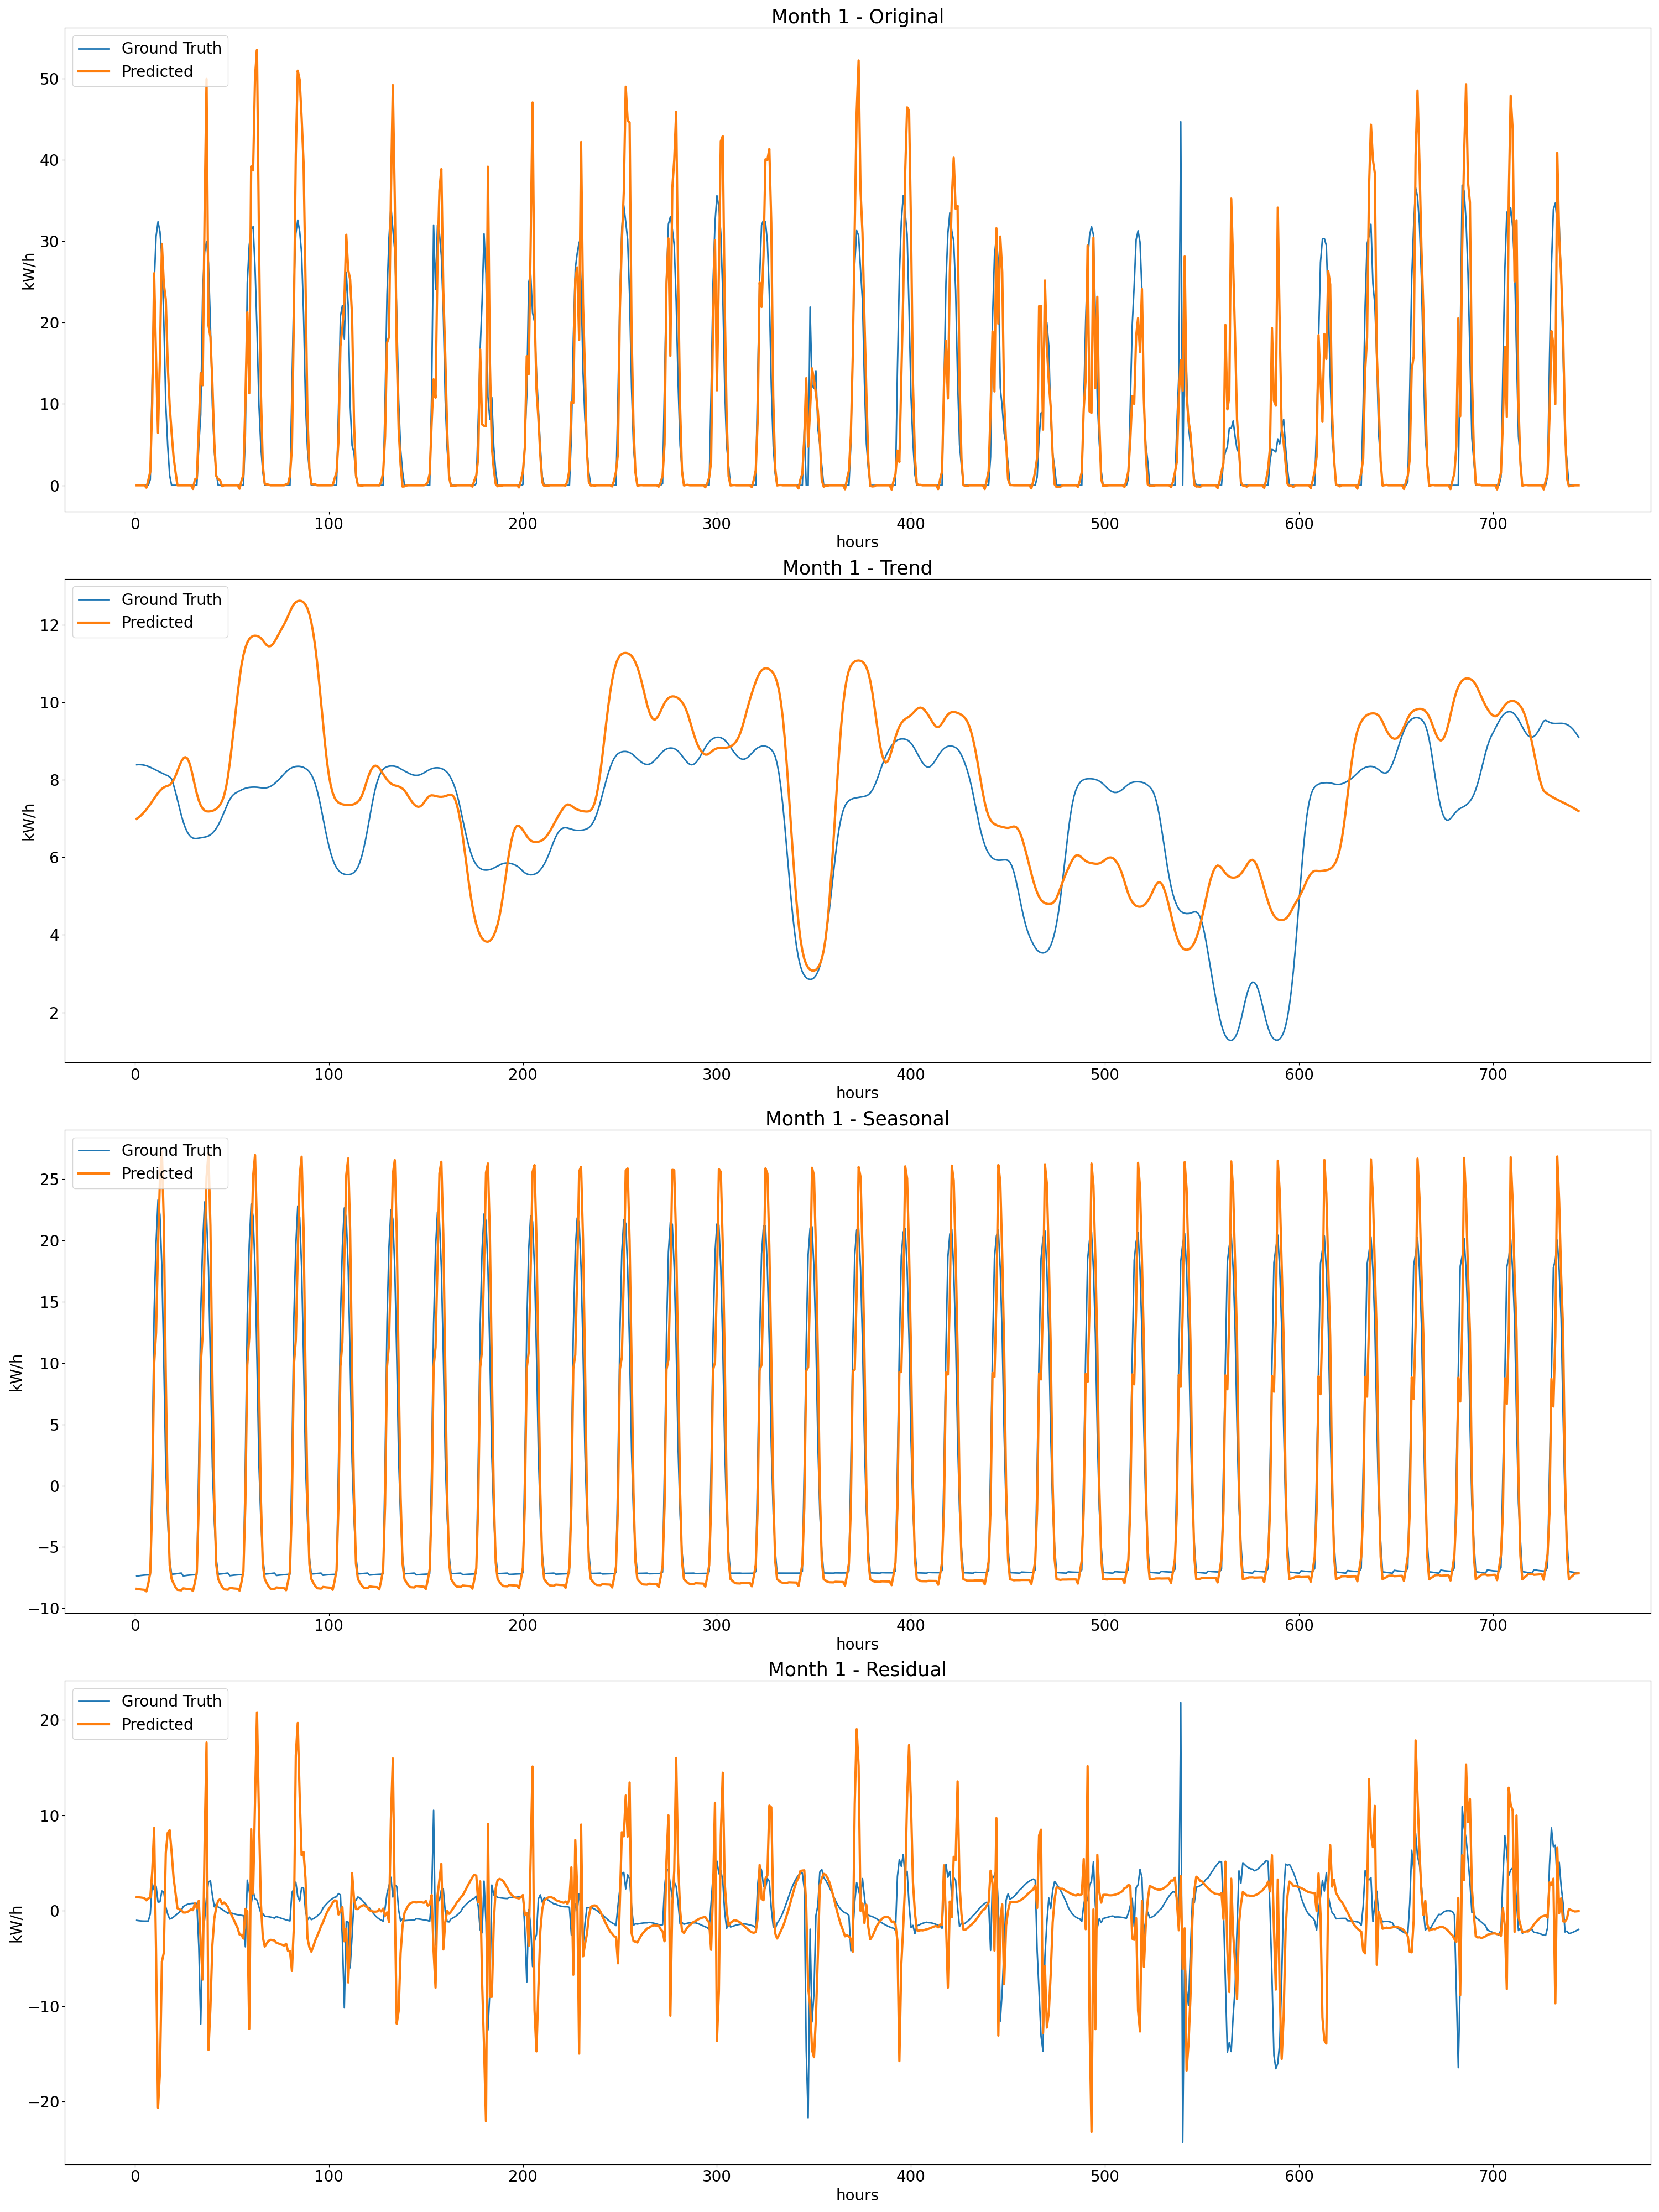 Month 1 - Original
Ground Truth
Predicted
kW/h
50
40
30
20
10
0
0 100 200 300 400 500 600 700
hours
Month 1 - Trend
Ground Truth
Predicted
kW/h
12
10
8
6
4
2
0 100 200 300 400 500 600 700
hours
Month 1 - Seasonal
Ground Truth
Predicted
kW/h
25
20
15
10
5
0
−5
−10
0 100 200 300 400 500 600 700
hours
Month 1 - Residual
Ground Truth
Predicted
kW/h
20
10
0
−10
−20
0 100 200 300 400 500 600 700
hours